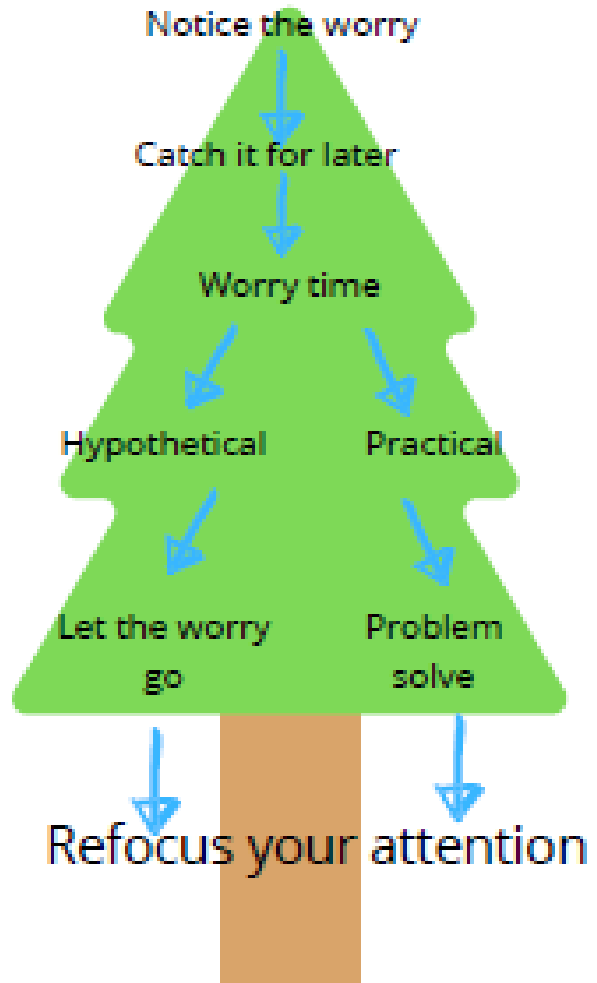 Notice the worry
Catch it for later
Worry time
Hypothetical
Practical
Let the worry
go
Problem
solve
Refocus your attention